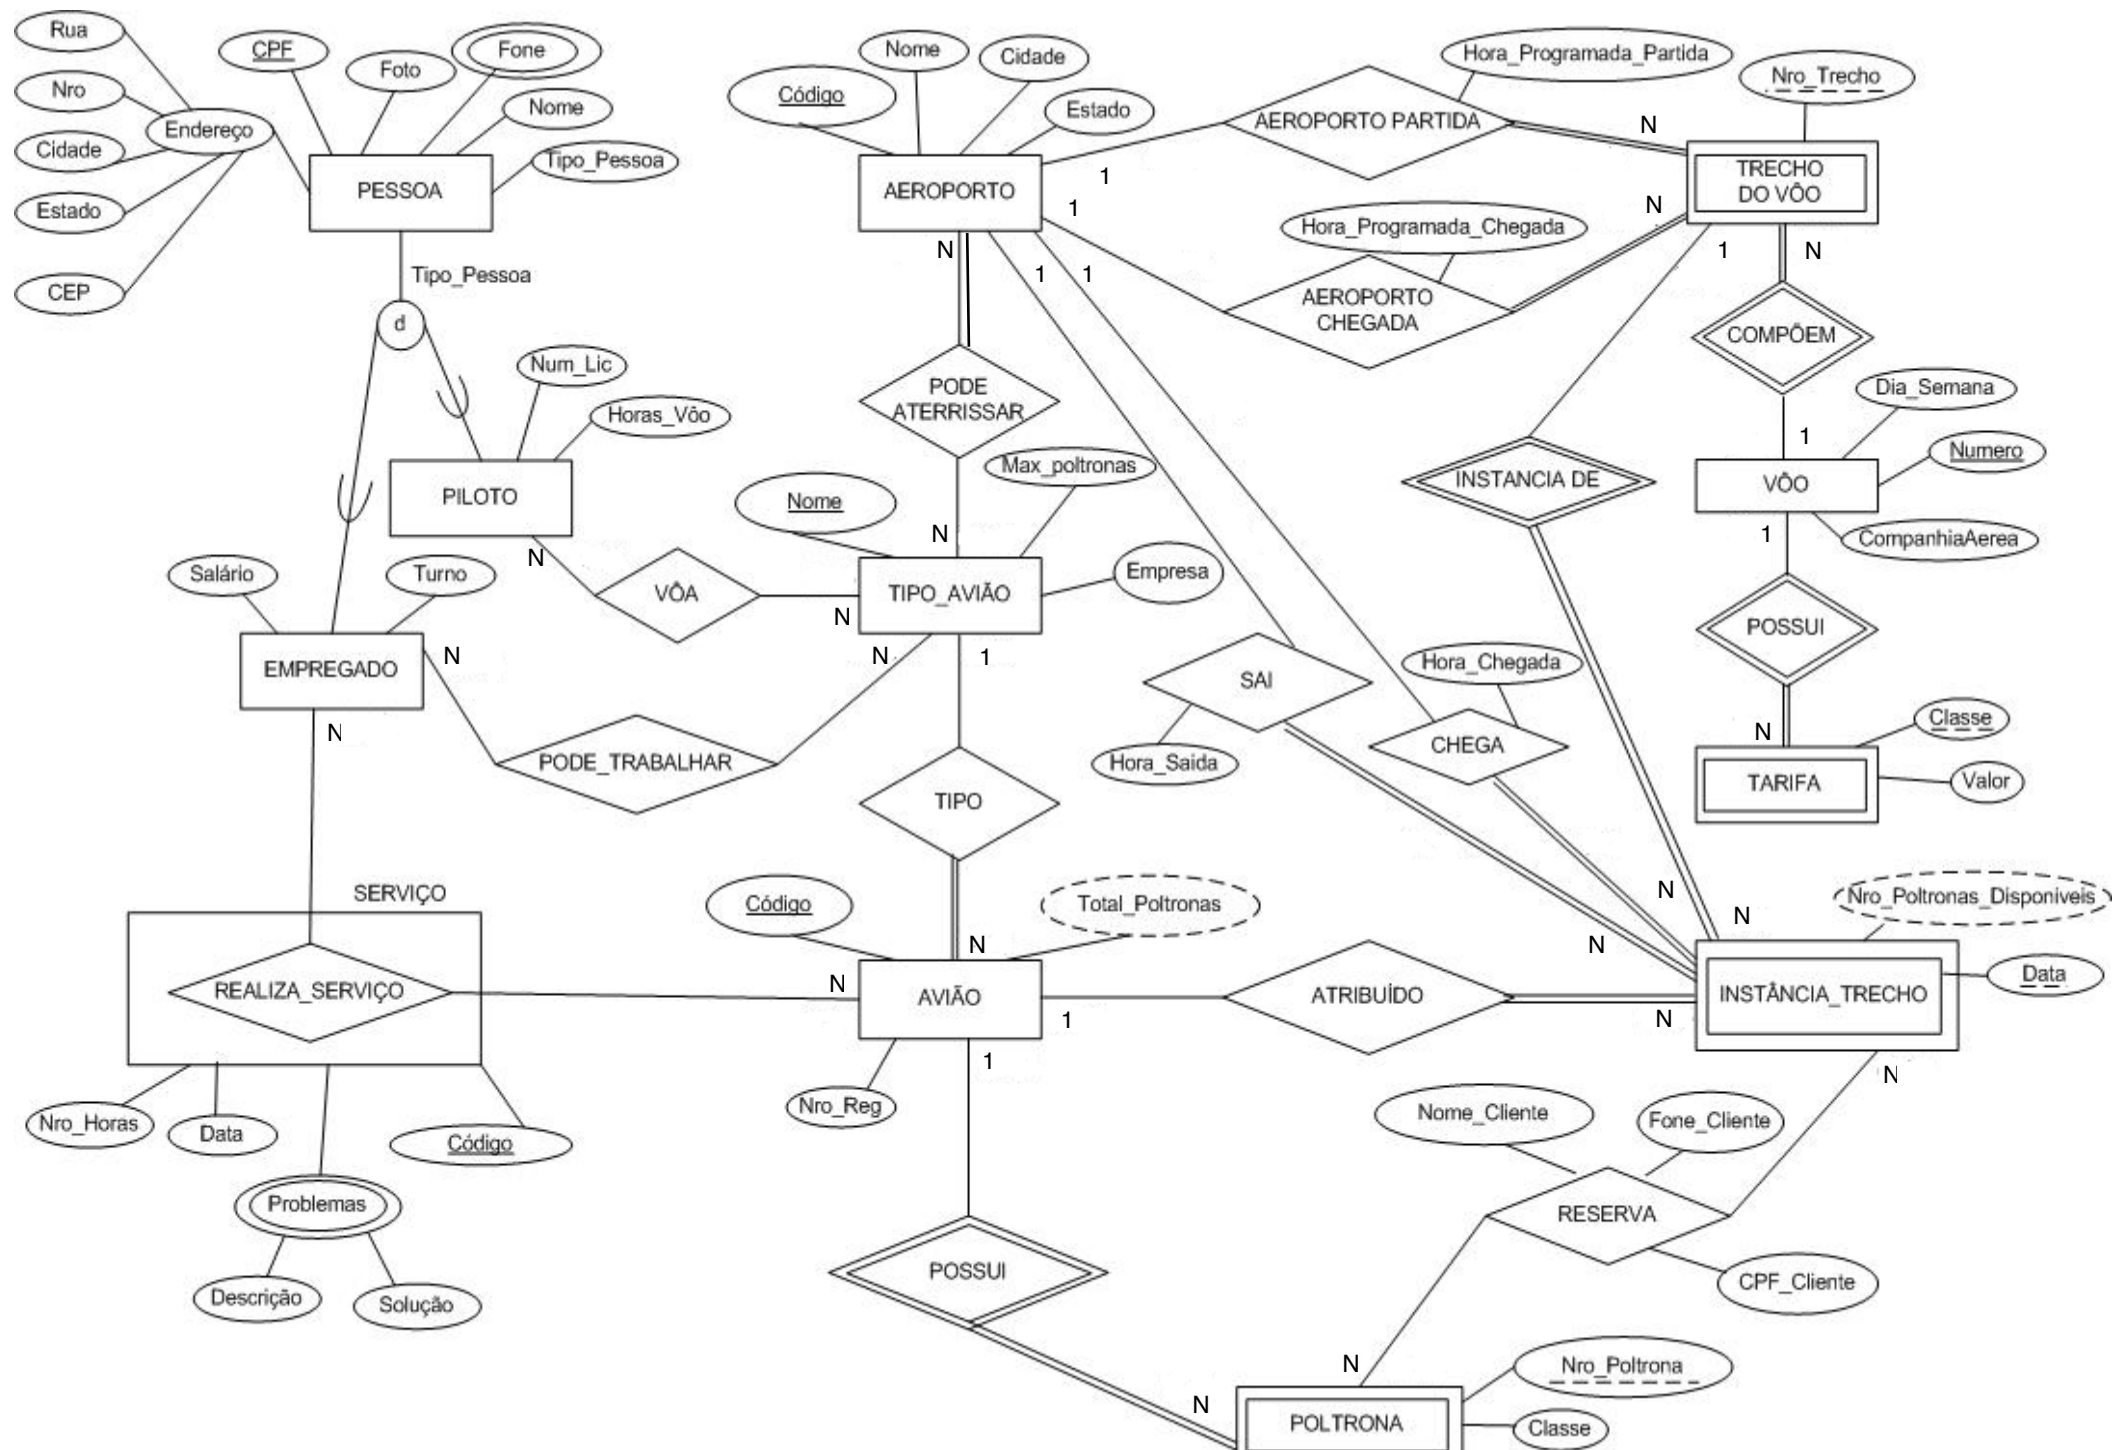 Rua
Nro
Cidade
Estado
CEP
Endereço
CPF
Foto
Fone
Nome
Tipo_Pessoa
PESSOA
Tipo_Pessoa
d
Num_Lic
Horas_Vôo
PILOTO
N
VÔA
N
Salário
Turno
EMPREGADO
N
N
PODE_TRABALHAR
N
SERVIÇO
REALIZA_SERVIÇO
N
Nro_Horas
Data
Código
Problemas
Descrição
Solução
Código
Nome
Cidade
Estado
AEROPORTO
1
1
N
1
1
PODE
ATERRISSAR
N
Nome
Max_poltronas
Empresa
TIPO_AVIÃO
1
TIPO
N
Código
Total_Poltronas
AVIÃO
Nro_Reg
1
1
POSSUI
N
Hora_Programada_Partida
AEROPORTO PARTIDA
N
Hora_Programada_Chegada
AEROPORTO
CHEGADA
N
Nro_Trecho
TRECHO
DO VÔO
1
N
COMPÕEM
1
Dia_Semana
Numero
CompanhiaAerea
VÔO
1
POSSUI
N
Classe
Valor
TARIFA
INSTANCIA DE
N
SAI
Hora_Saida
N
Hora_Chegada
CHEGA
N
ATRIBUÍDO
N
Nro_Poltronas_Disponiveis
Data
INSTÂNCIA_TRECHO
N
Nome_Cliente
Fone_Cliente
RESERVA
CPF_Cliente
N
Nro_Poltrona
Classe
POLTRONA